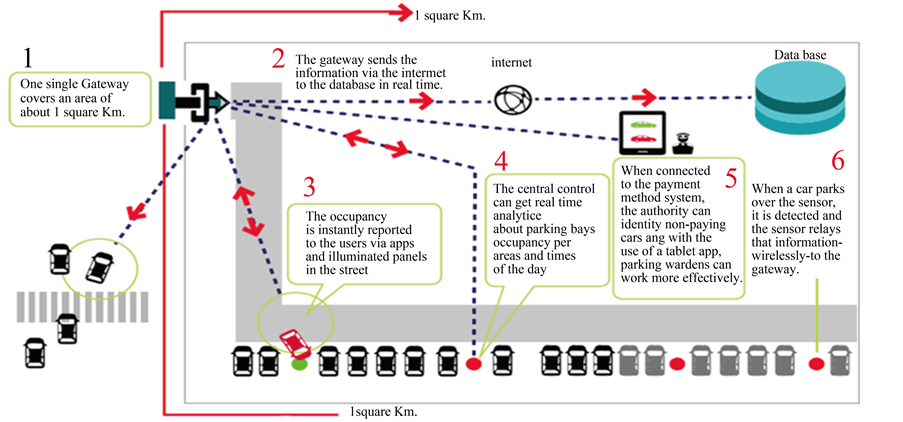 1 square Km.
1
One single Gateway
covers an area of
about 1 square Km.
2
The gateway sends the
information via the internet
to the database in real time.
internet
Data base
3
The occupancy
is instantly reported
to the users via apps
and illuminated panels
in the street
4
The central control
can get real time
analytice
about parking bays
occupancy per
areas and times
of the day
5
When connected
to the payment
method system,
the authority can
identity non-paying
cars ang with the
use of a tablet app,
parking wardens can
work more effectively.
6
When a car parks
over the sensor,
it is detected and
the sensor relays
that information-
wirelessly-to the
gateway.
1square Km.